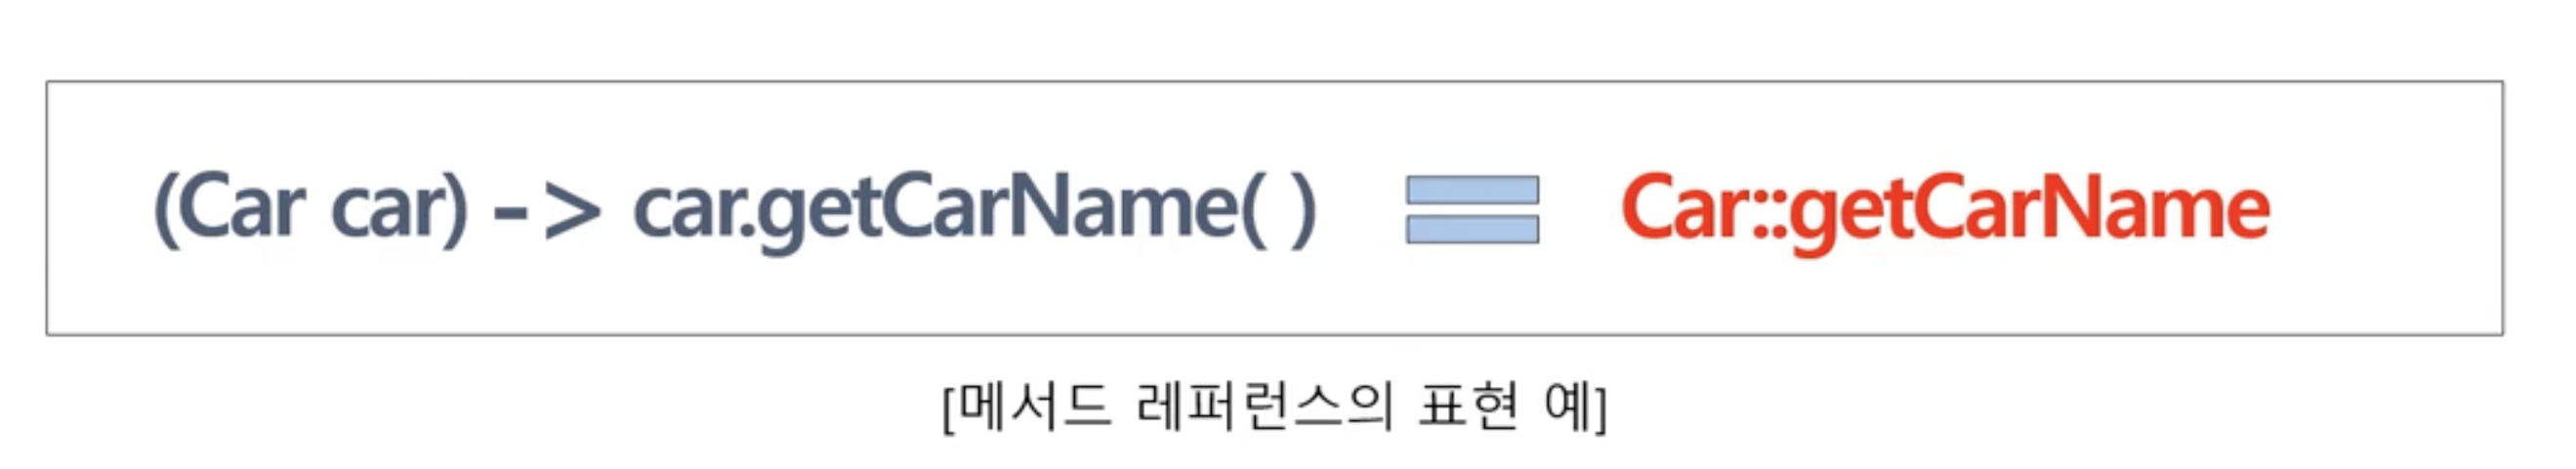 (Car car) -> car.getCarName( ) = Car::getCarName
[메서드 레퍼런스의 표현 예]